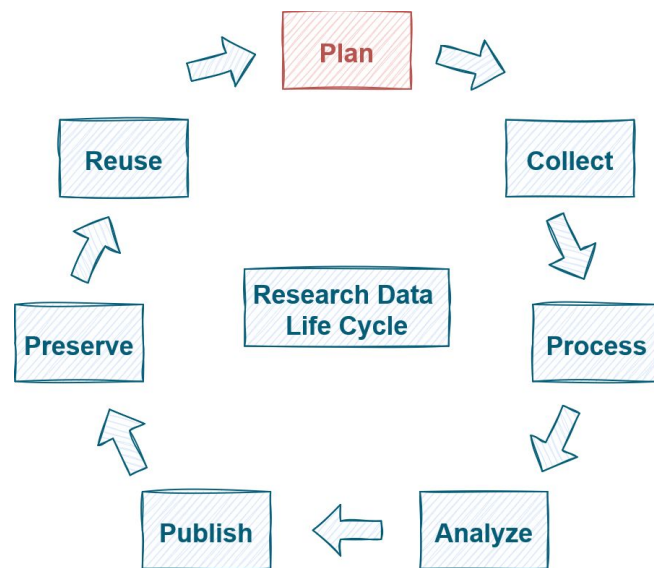 Plan
Reuse
Collect
Research Data
Life Cycle
Preserve
Process
Publish
Analyze